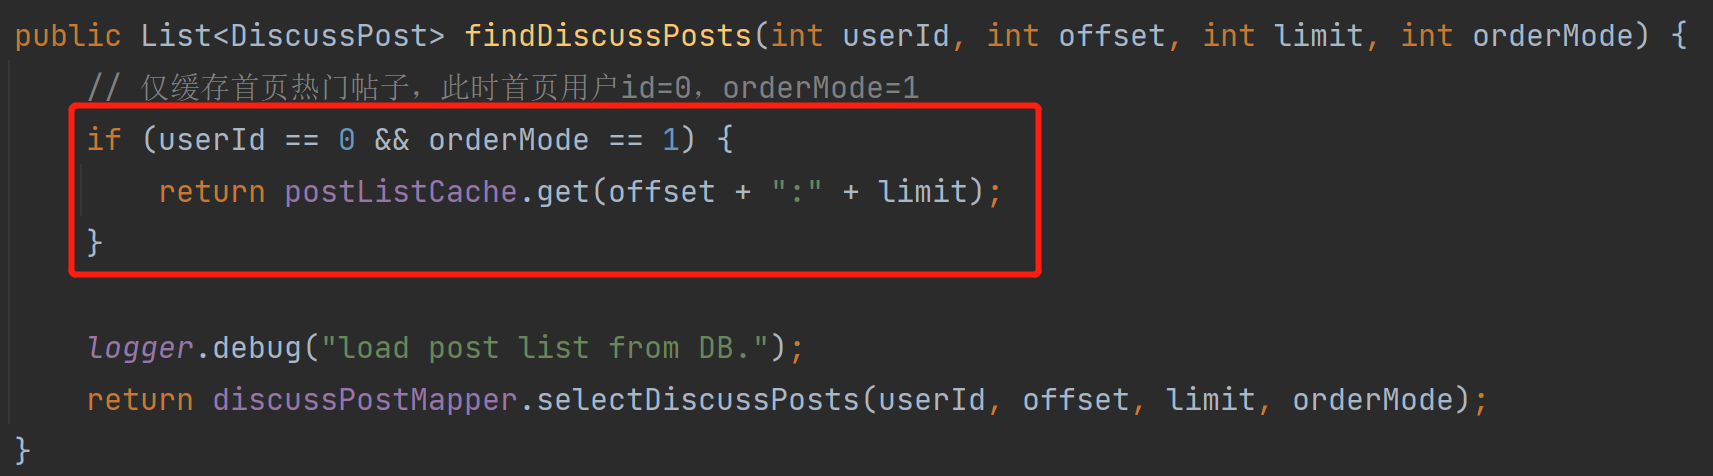 public List<DiscussPost> findDiscussPosts(int userId, int offset, int limit, int orderMode) {
// 仅缓存首页热门帖子，此时首页用户id=0，orderMode=1
if (userId == 0 && orderMode == 1) {
return postListCache.get(offset + ":" + limit);
}
logger.debug("load post list from DB.");
return discussPostMapper.selectDiscussPosts(userId, offset, limit, orderMode);
}